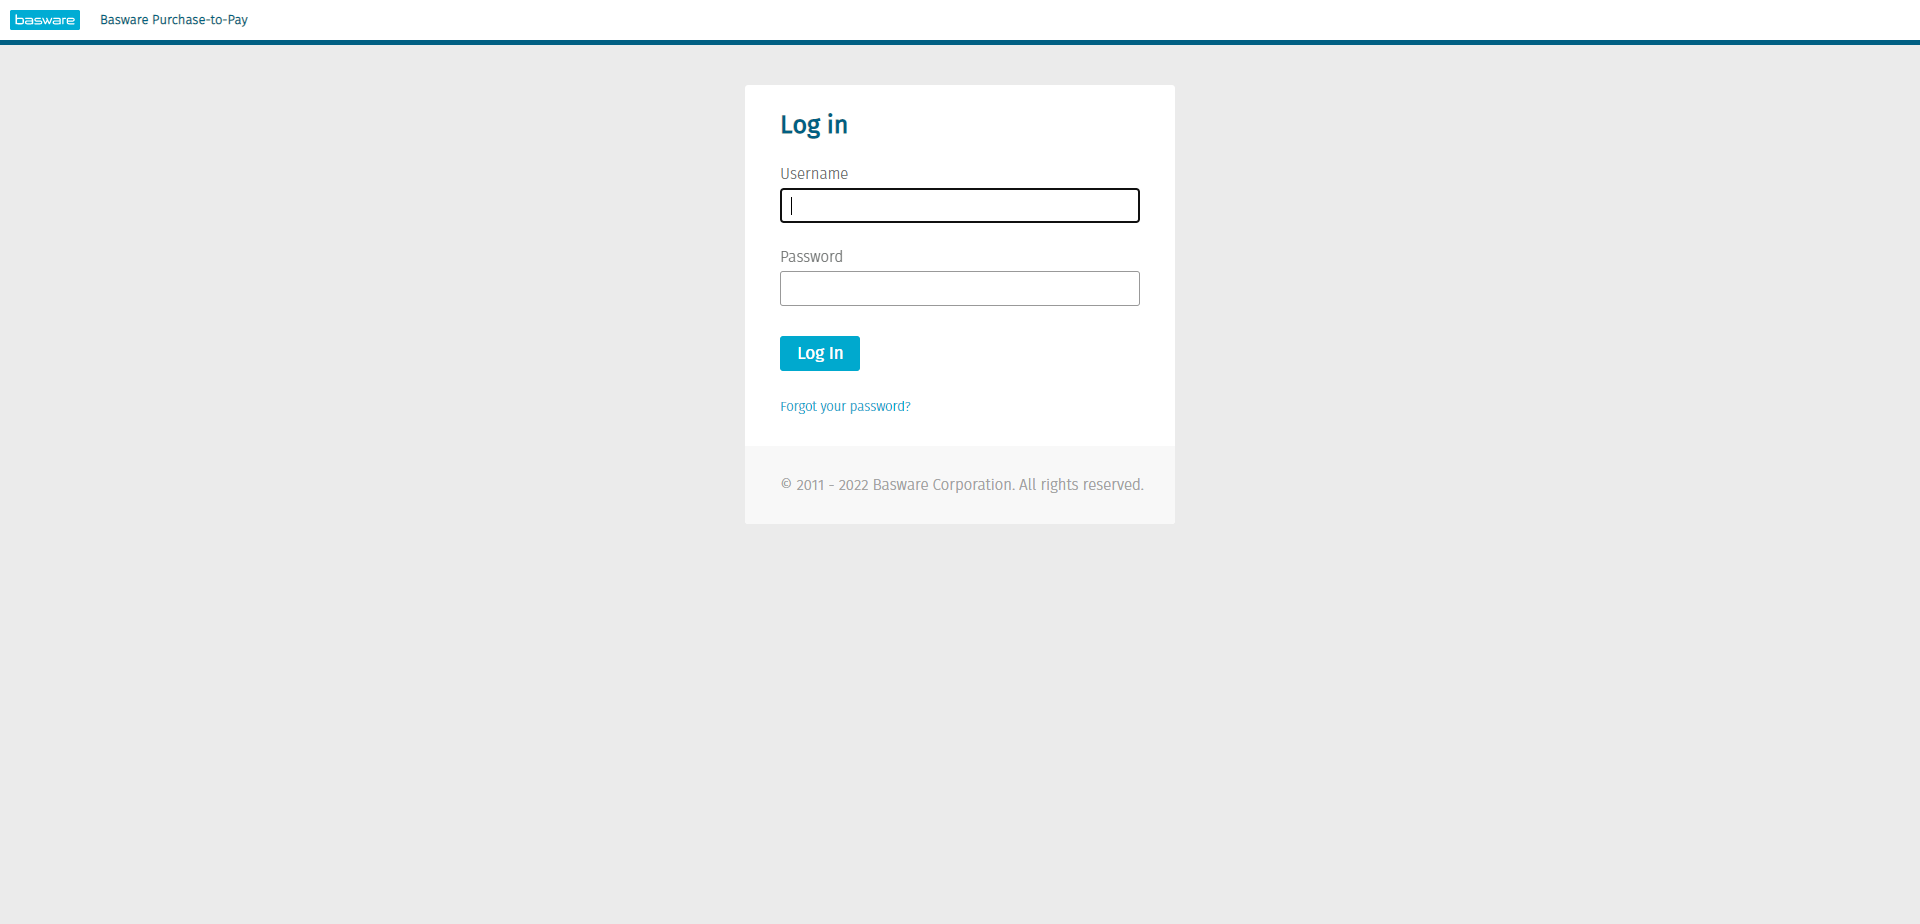 basware Basware Purchase-to-Pay
Log in
Username
Password
Log In
Forgot your password?
© 2011 - 2022 Basware Corporation. All rights reserved.